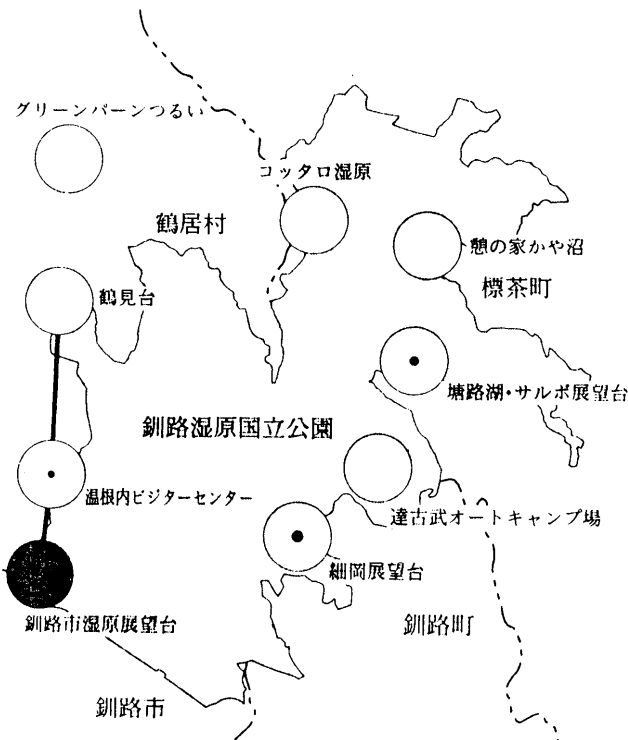 グリーンパーンつるい
コッタロ湿原
鶴居村
憩の家かや沼
標茶町
鶴見台
塘路湖・サルボ展望台
釧路湿原国立公園
温根内ビジターセンター
達古武オートキャンプ場
細岡展望台
釧路市湿原展望台
釧路町
釧路市